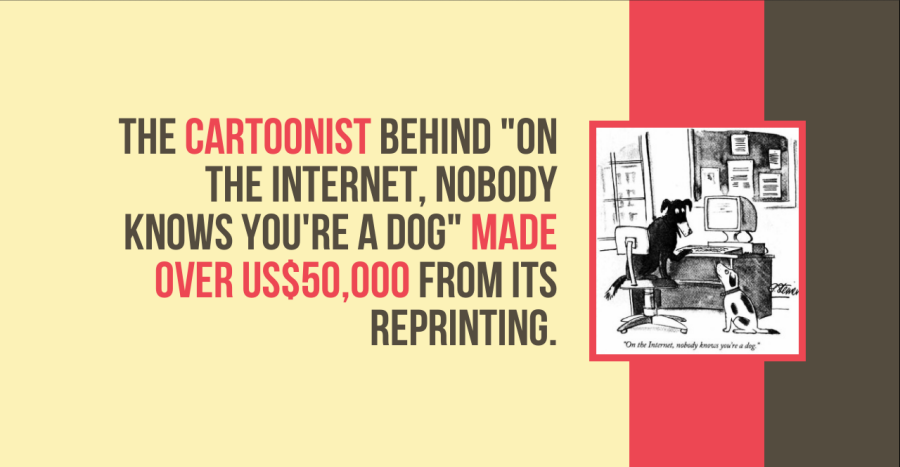 THE CARTOONIST BEHIND "ON
THE INTERNET, NOBODY
KNOWS YOU'RE A DOG" MADE
OVER US$50,000 FROM ITS
REPRINTING.
"On the Internet, nobody knows you're a dog."